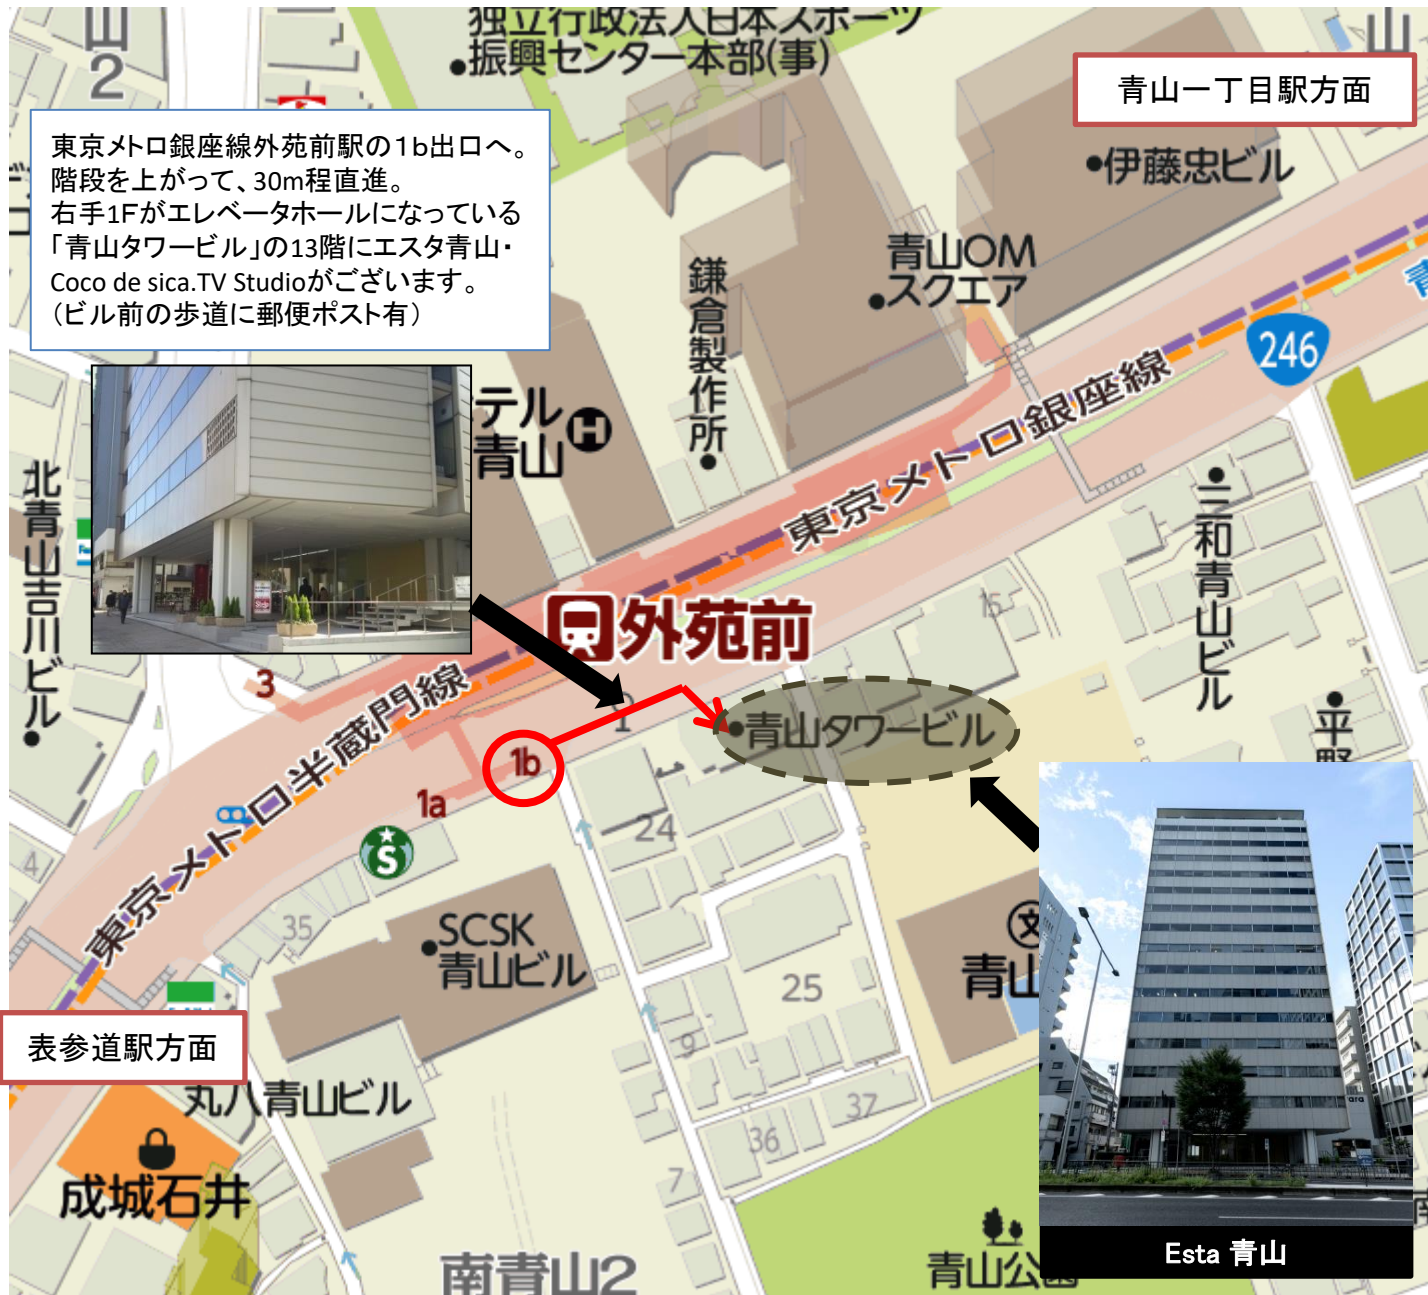 山
2
独立行政法人日本スポーツ
振興センター本部(事)
山
青山一丁目駅方面
東京メトロ銀座線外苑前駅の1b出口へ。
階段を上がって、30m程直進。
右手1Fがエレベータホールになっている
「青山タワービル」の13階にエスタ青山・
Coco de sica.TV Studioがございます。
(ビル前の歩道に郵便ポスト有)
伊藤忠ビル
青山OM
スクエア
鎌倉製作所
青
246
テル
青山
H
東京メトロ銀座線
北青山吉川ビル
三和青山ビル
外苑前
15
3
東京メトロ半蔵門線
青山タワービル
平野
1b
1a
24
S
4
35
SCSK
青山ビル
25
文
青山
9
表参道駅方面
丸八青山ビル
37
36
7
成城石井
南青山2
青山公園
ara
Esta 青山